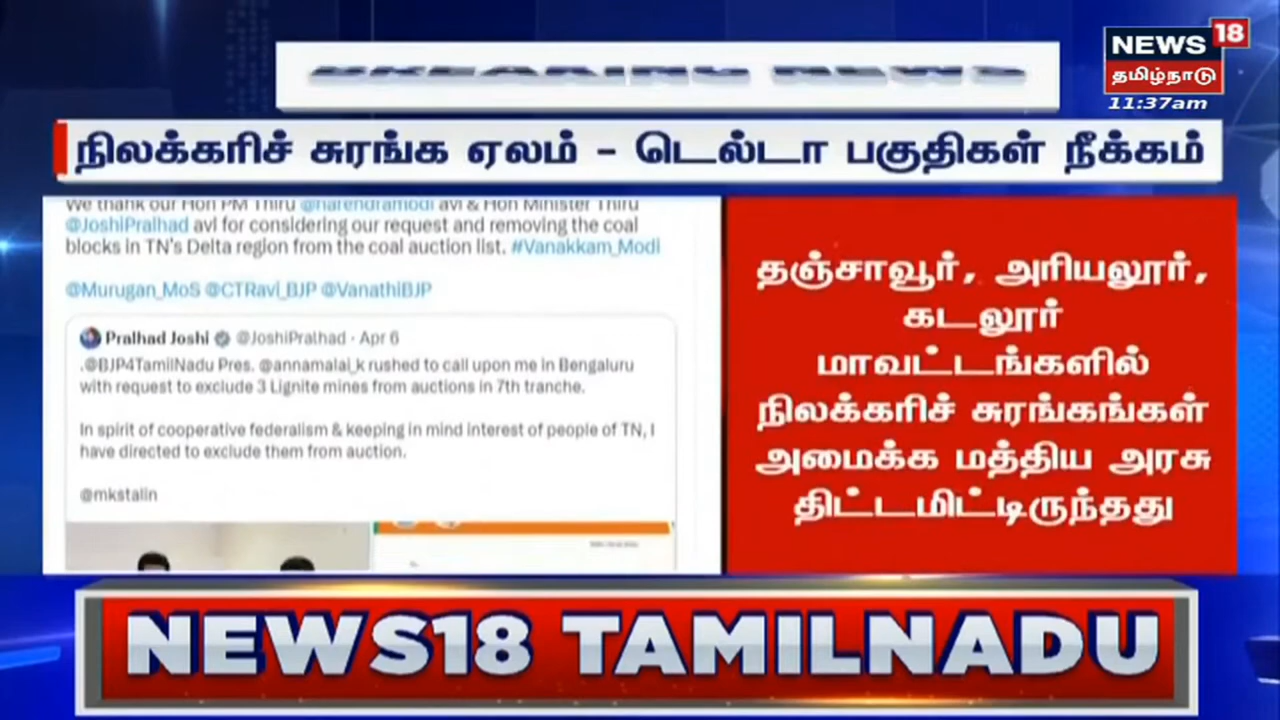 NEWS 18
தமிழ்நாடு
11:37am
நிலக்கரிச் சுரங்க ஏலம் - டெல்டா பகுதிகள் நீக்கம்
We thank our Hon PM Thiru @narendramodi avl & Hon Minister Thiru
@JoshiPralhad avl for considering our request and removing the coal
blocks in TN's Delta region from the coal auction list. #Vanakkam_Modi
@Murugan_MoS @CTRavi_BJP @VanathiBJP
Pralhad Joshi @JoshiPralhad · Apr 6
.@BJP4TamilNadu Pres. @annamalai_k rushed to call upon me in Bengaluru
with request to exclude 3 Lignite mines from auctions in 7th tranche.
In spirit of cooperative federalism & keeping in mind interest of people of TN, I
have directed to exclude them from auction.
@mkstalin
தஞ்சாவூர், அரியலூர்,
கடலூர்
மாவட்டங்களில்
நிலக்கரிச் சுரங்கங்கள்
அமைக்க மத்திய அரசு
திட்டமிட்டிருந்தது
NEWS18 TAMILNADU